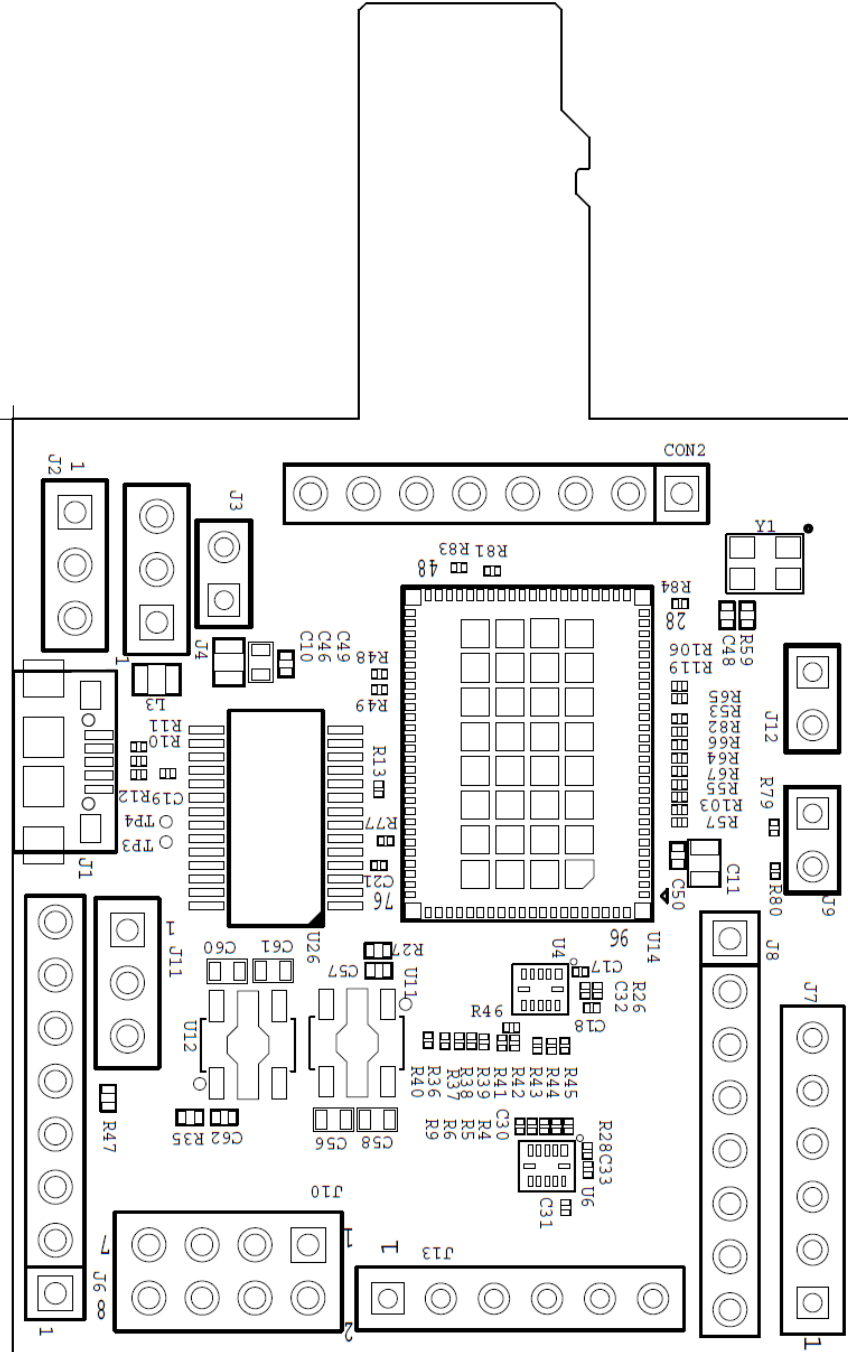 CON2
J2
1
J3
Y1
R83
R81
48
R84
28
J4
1
C10
C46
C49
R48
R49
C48
R59
R106
R119
R65
R53
R82
R66
R64
R67
R55
R103
R57
J12
L3
R11
R10
R12
C19
TP4
TP3
J1
R13
R77
C21
76
R79
R80
J9
C50
C11
1
J11
C60
C61
U26
R27
C57
U11
U12
96
U14
U4
C17
R26
C32
C18
R46
J8
J7
R40
R36
R37
R38
R39
R41
R42
R43
R44
R45
R47
R35
C62
C56
C58
R9
R6
R5
R4
C30
R28
C33
U6
C31
J10
7
1
J6
8
2
1
J13
1
1